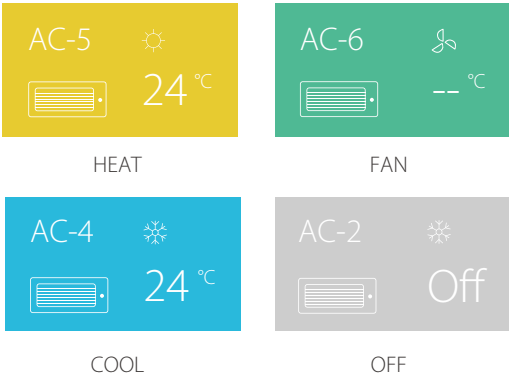 AC-5
24 °C
HEAT
AC-6
-- °C
FAN
AC-4
24 °C
COOL
AC-2
Off
OFF